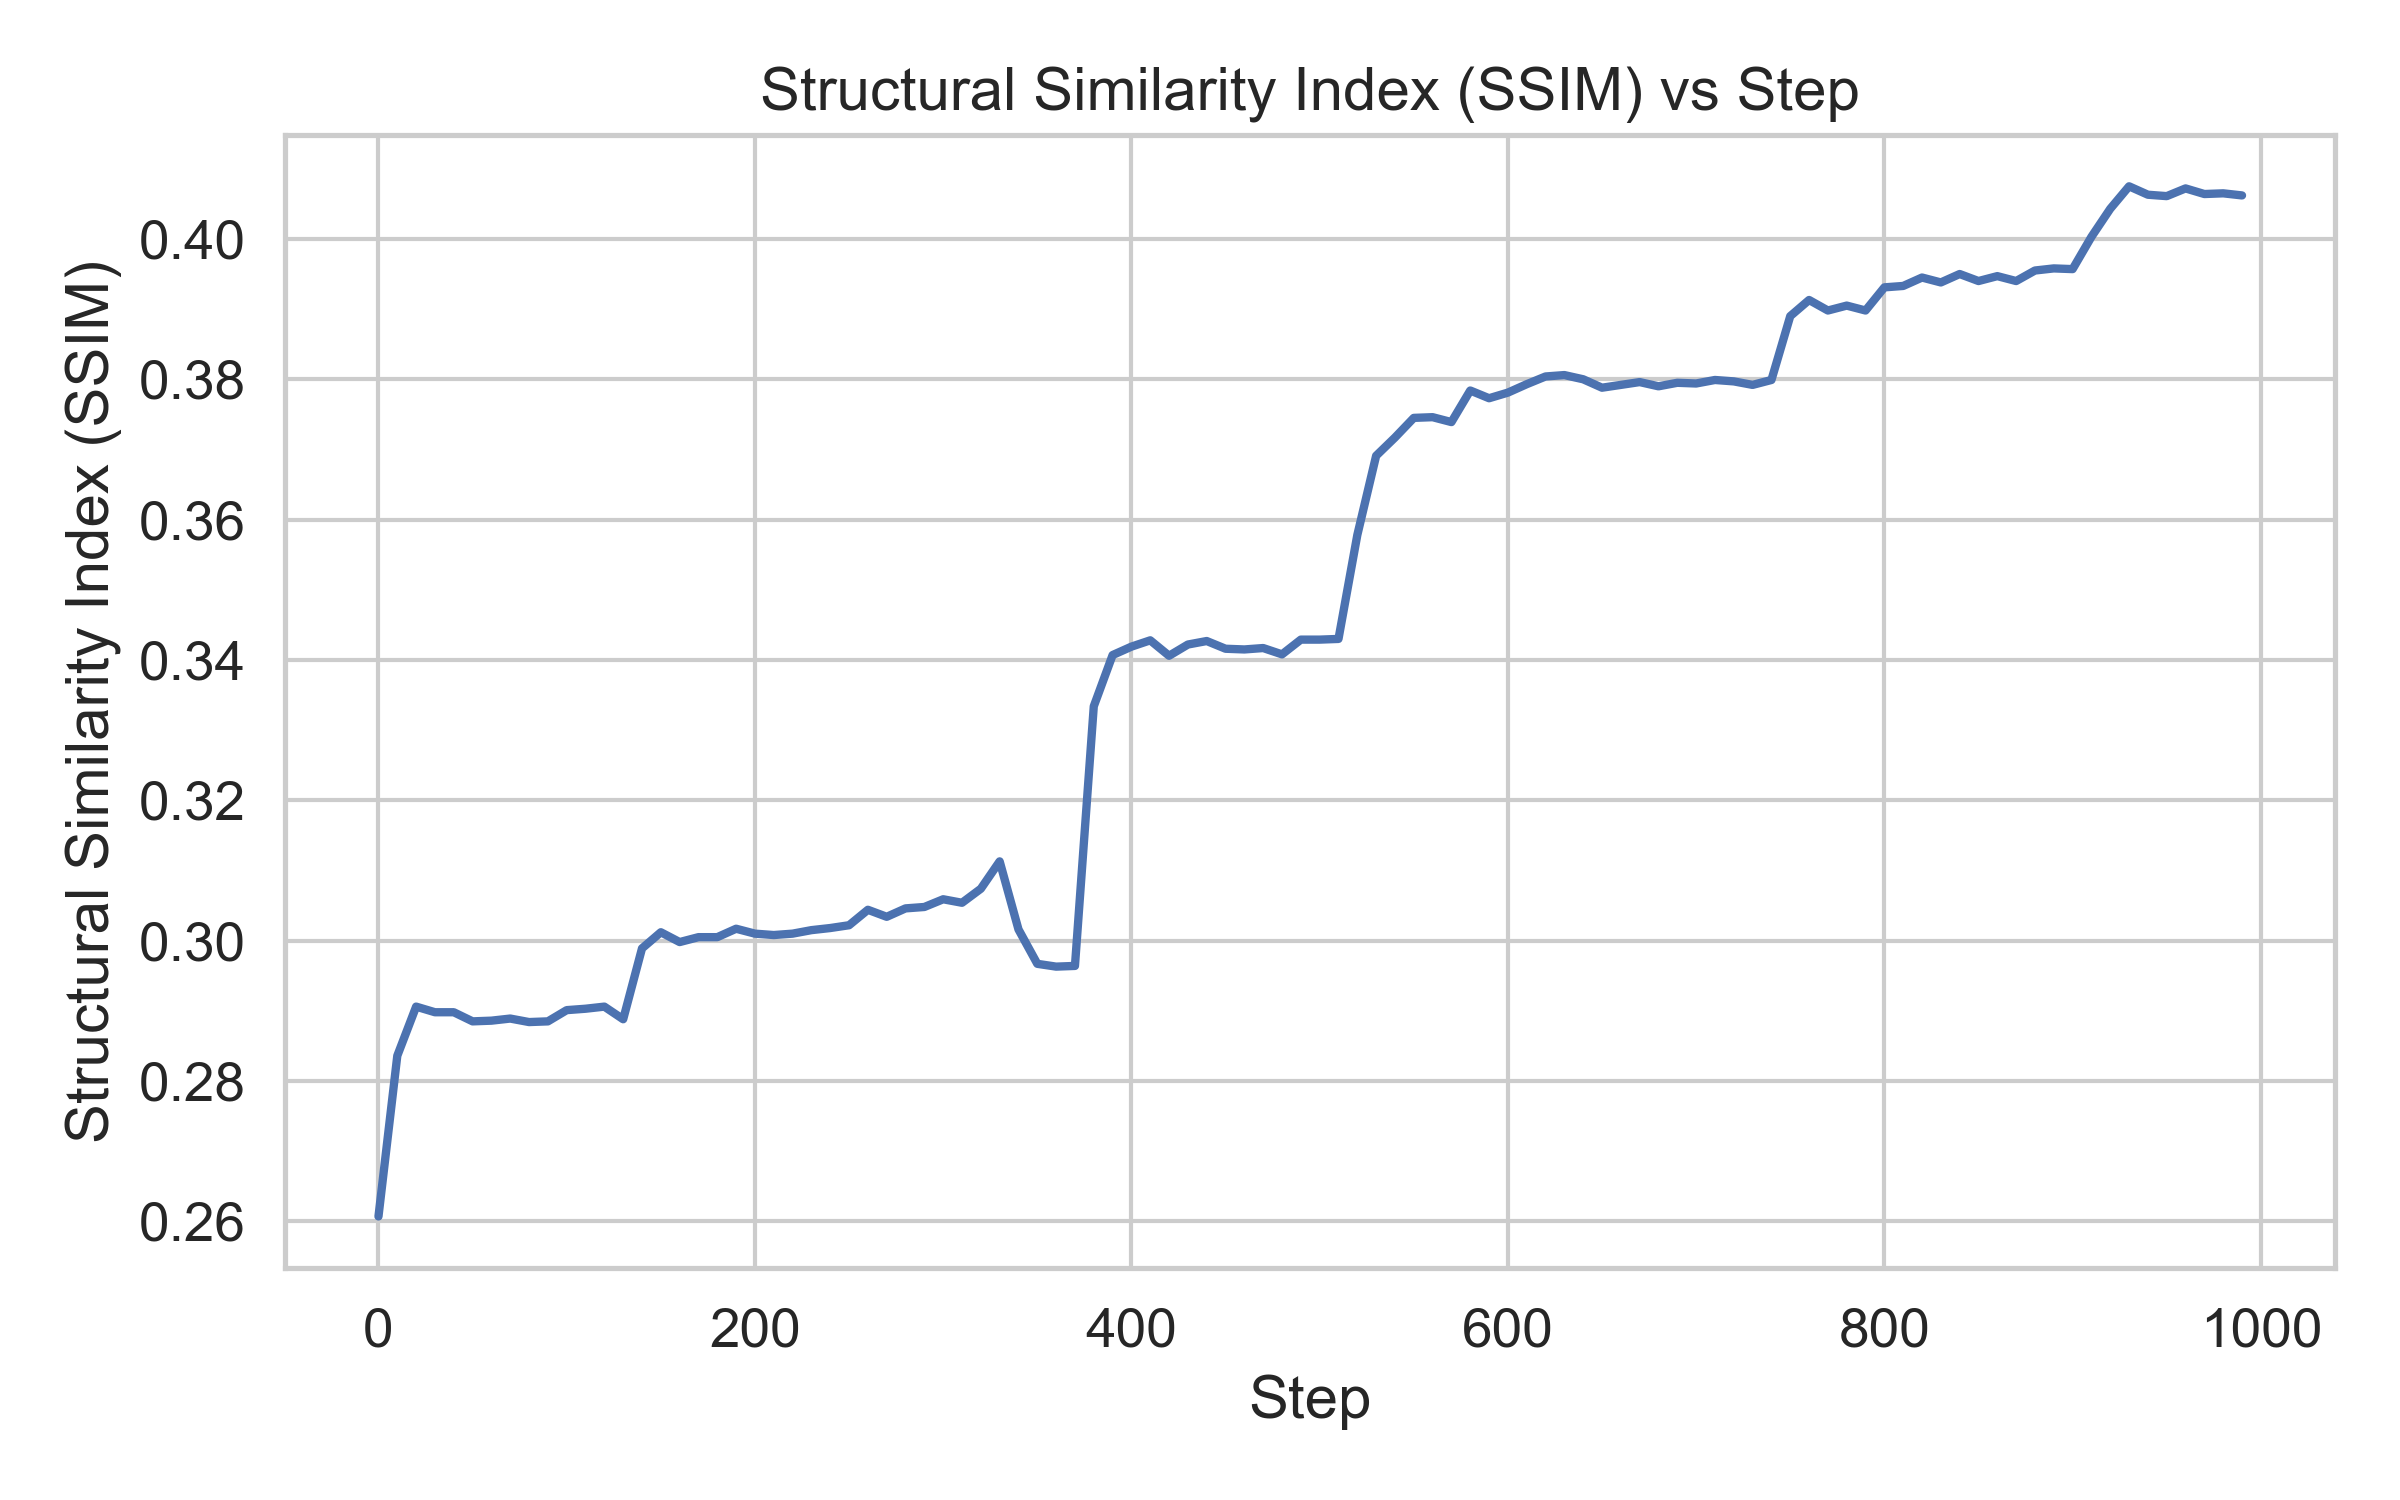 Structural Similarity Index (SSIM) vs Step
Structural Similarity Index (SSIM)
0.40
0.38
0.36
0.34
0.32
0.30
0.28
0.26
0 200 400 600 800 1000
Step